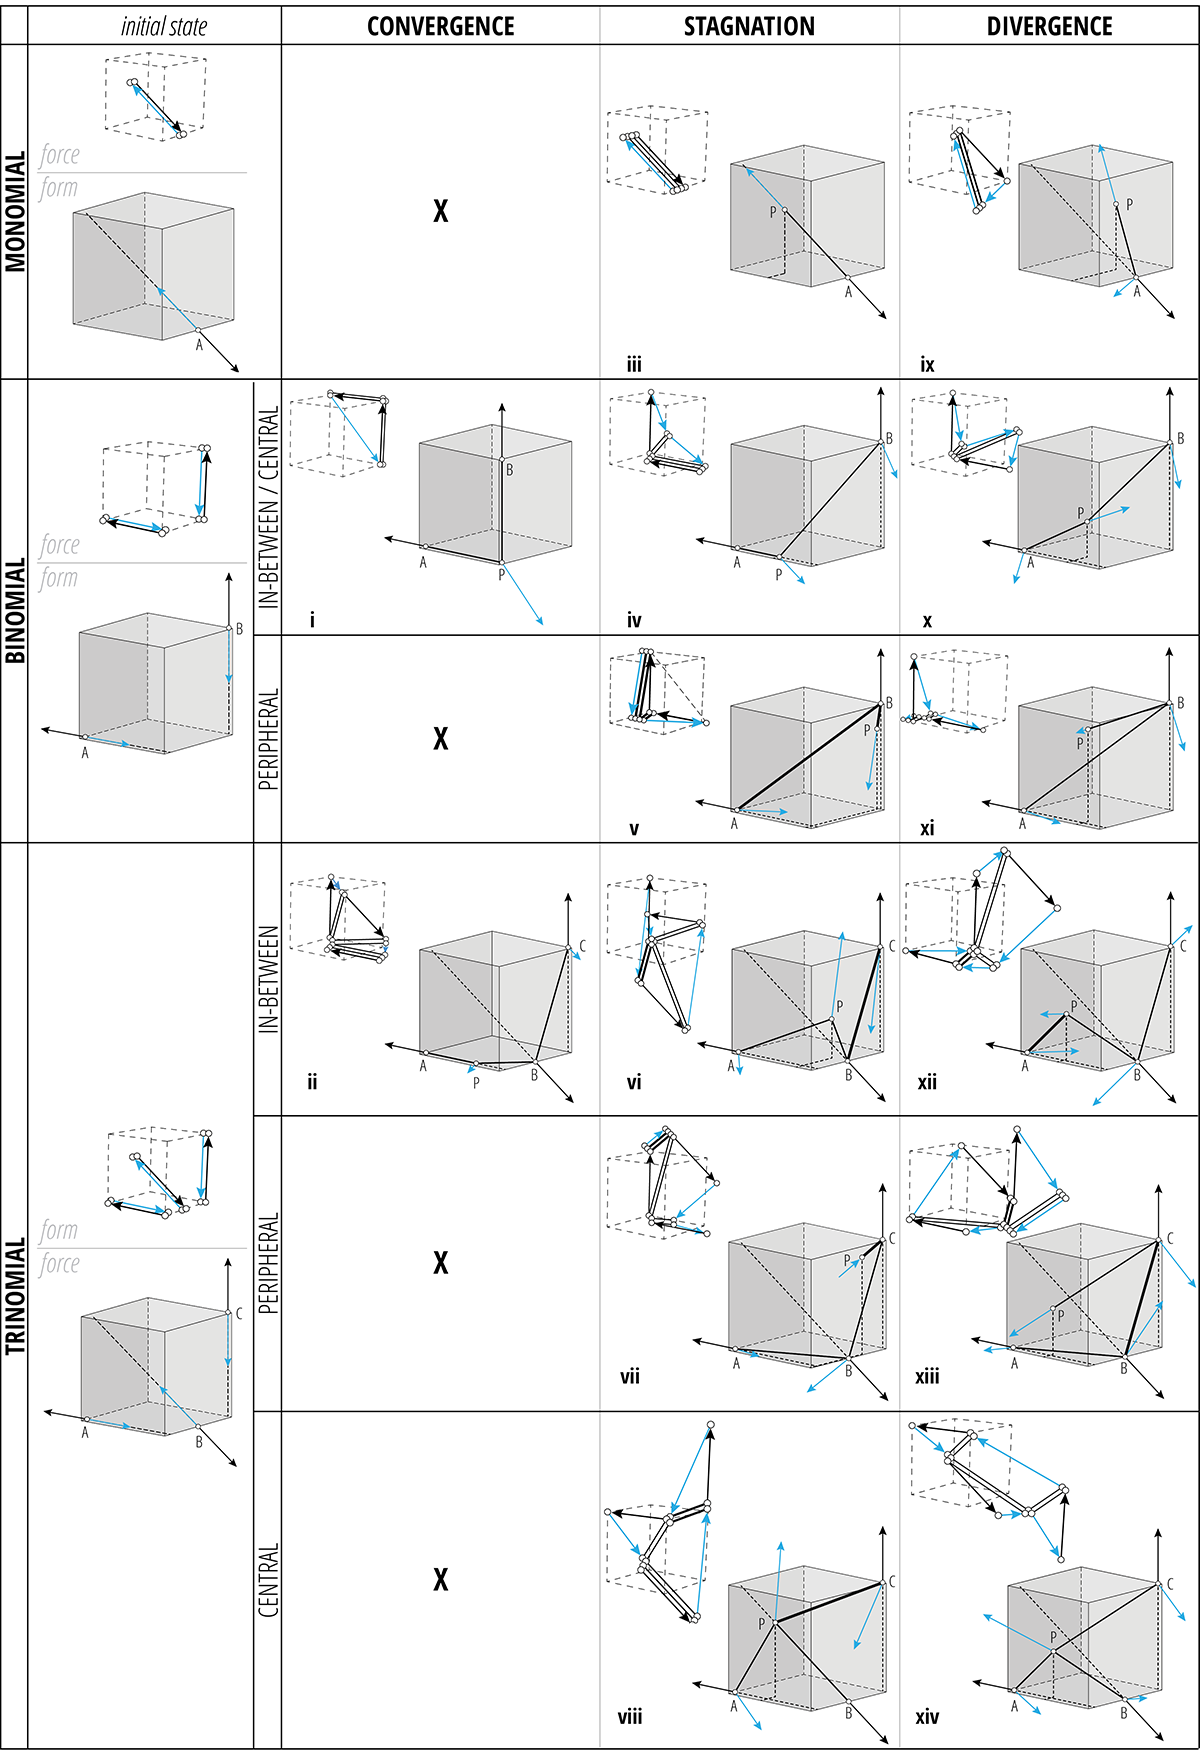 initial state
CONVERGENCE
STAGNATION
DIVERGENCE
MONOMIAL
force
form
A
X
P
A
iii
P
A
ix
BINOMIAL
force
form
B
A
IN-BETWEEN / CENTRAL
B
A
P
i
B
A
P
iv
B
P
A
x
PERIPHERAL
X
B
P
A
v
B
P
A
xi
TRINOMIAL
form
force
C
A
B
IN-BETWEEN
C
A
P
B
ii
C
P
A
B
vi
C
P
A
B
xii
PERIPHERAL
X
C
P
A
B
vii
C
P
A
B
xiii
CENTRAL
X
C
P
A
B
viii
C
P
A
B
xiv